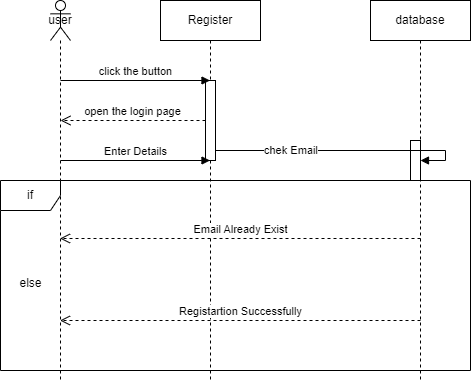 user
Register
database
click the button
open the login page
Enter Details
chek Email
if
Email Already Exist
else
Registartion Successfully